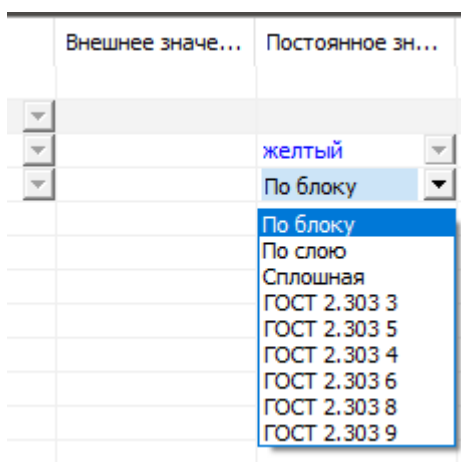 Внешнее значе... Постоянное зн...
желтый
По блоку
По блоку
По слою
Сплошная
ГОСТ 2.303 3
ГОСТ 2.303 5
ГОСТ 2.303 4
ГОСТ 2.303 6
ГОСТ 2.303 8
ГОСТ 2.303 9